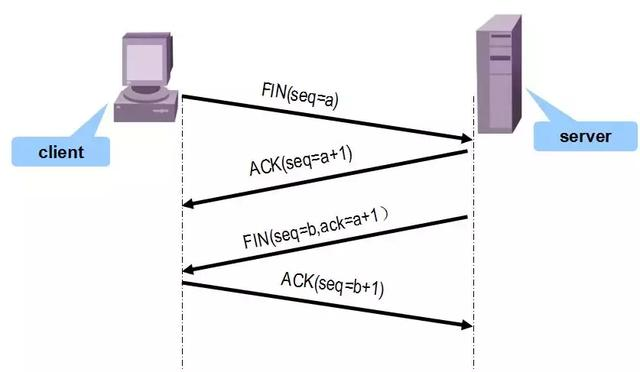 FIN(seq=a)
client
server
ACK(seq=a+1)
FIN(seq=b,ack=a+1）
ACK(seq=b+1)